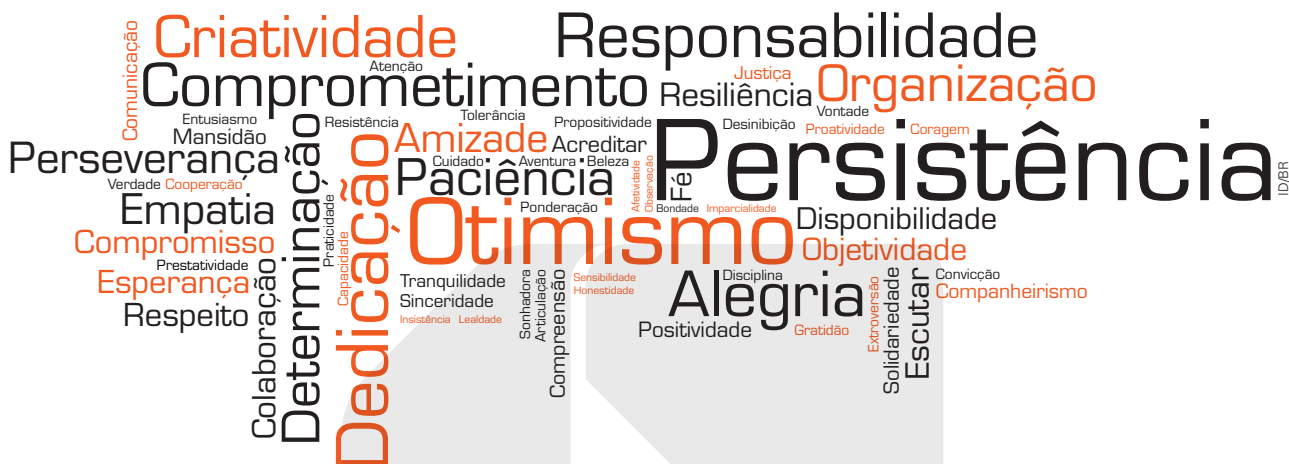 Criatividade
Responsabilidade
Comunicação
Atenção
Comprometimento
Justiça
Organização
Resiliência
Vontade
Entusiasmo
Mansidão
Resistência
Tolerância
Propositividade
Desinibição
Proatividade
Coragem
Amizade
Acreditar
Persistência
Perseverança
Cuidado
Aventura
Beleza
Paciência
Afetividade
Observação
Fé
Verdade
Cooperação
Empatia
Determinação
Praticidade
Dedicação
Ponderação
Bondade
Imparcialidade
Otimismo
Disponibilidade
Compromisso
Objetividade
Prestatividade
Esperança
Capacidade
Respeito
Colaboração
Tranquilidade
Sinceridade
Insistência
Lealdade
Sonhadora
Articulação
Compreensão
Sensibilidade
Honestidade
Disciplina
Alegria
Positividade
Gratidão
Extroversão
Solidariedade
Escutar
Convicção
Companheirismo
ID/BR